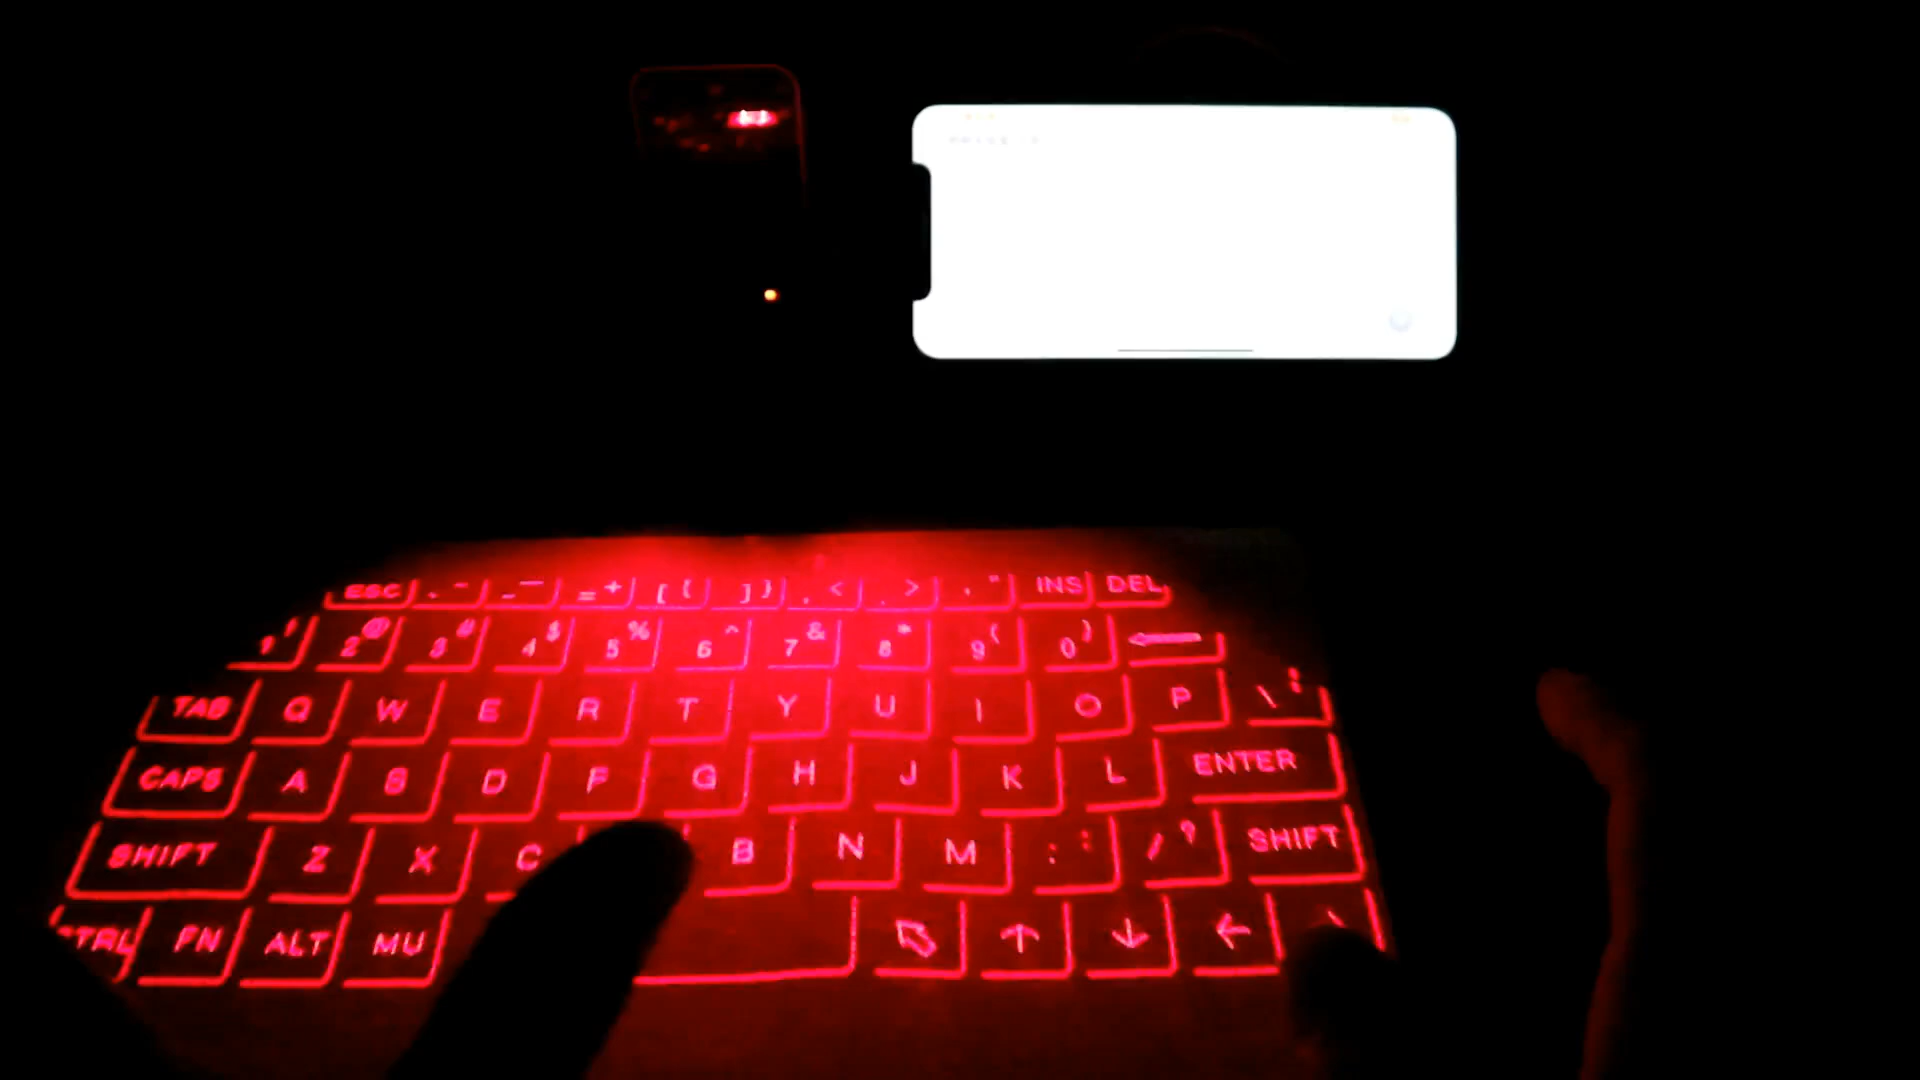 ESC - _ — = + [ { ] } , < . > ' " INS DEL
1 ! 2 @ 3 # 4 $ 5 % 6 ^ 7 & 8 * 9 ( 0 ) ←
TAB Q W E R T Y U I O P \
CAPS A S D F G H J K L ENTER
SHIFT Z X C B N M : / ? SHIFT
CTRL FN ALT MU ↖ ↑ ↓ ←